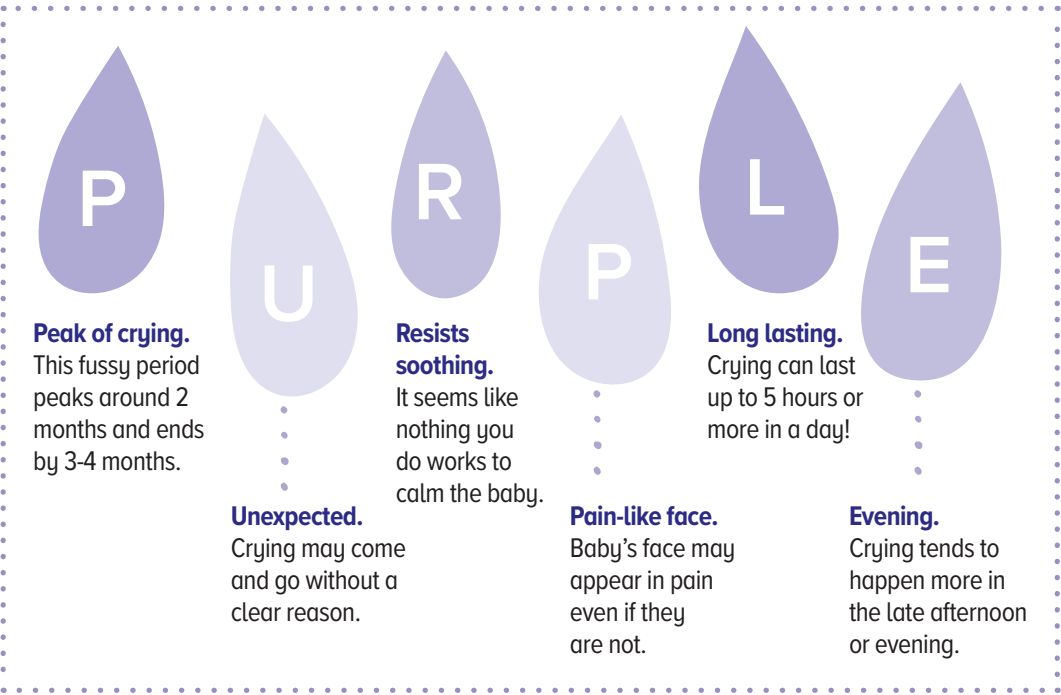 P
U
R
P
L
E
Peak of crying.
This fussy period
peaks around 2
months and ends
by 3-4 months.
Unexpected.
Crying may come
and go without a
clear reason.
Resists
soothing.
It seems like
nothing you
do works to
calm the baby.
Pain-like face.
Baby's face may
appear in pain
even if they
are not.
Long lasting.
Crying can last
up to 5 hours or
more in a day!
Evening.
Crying tends to
happen more in
the late afternoon
or evening.